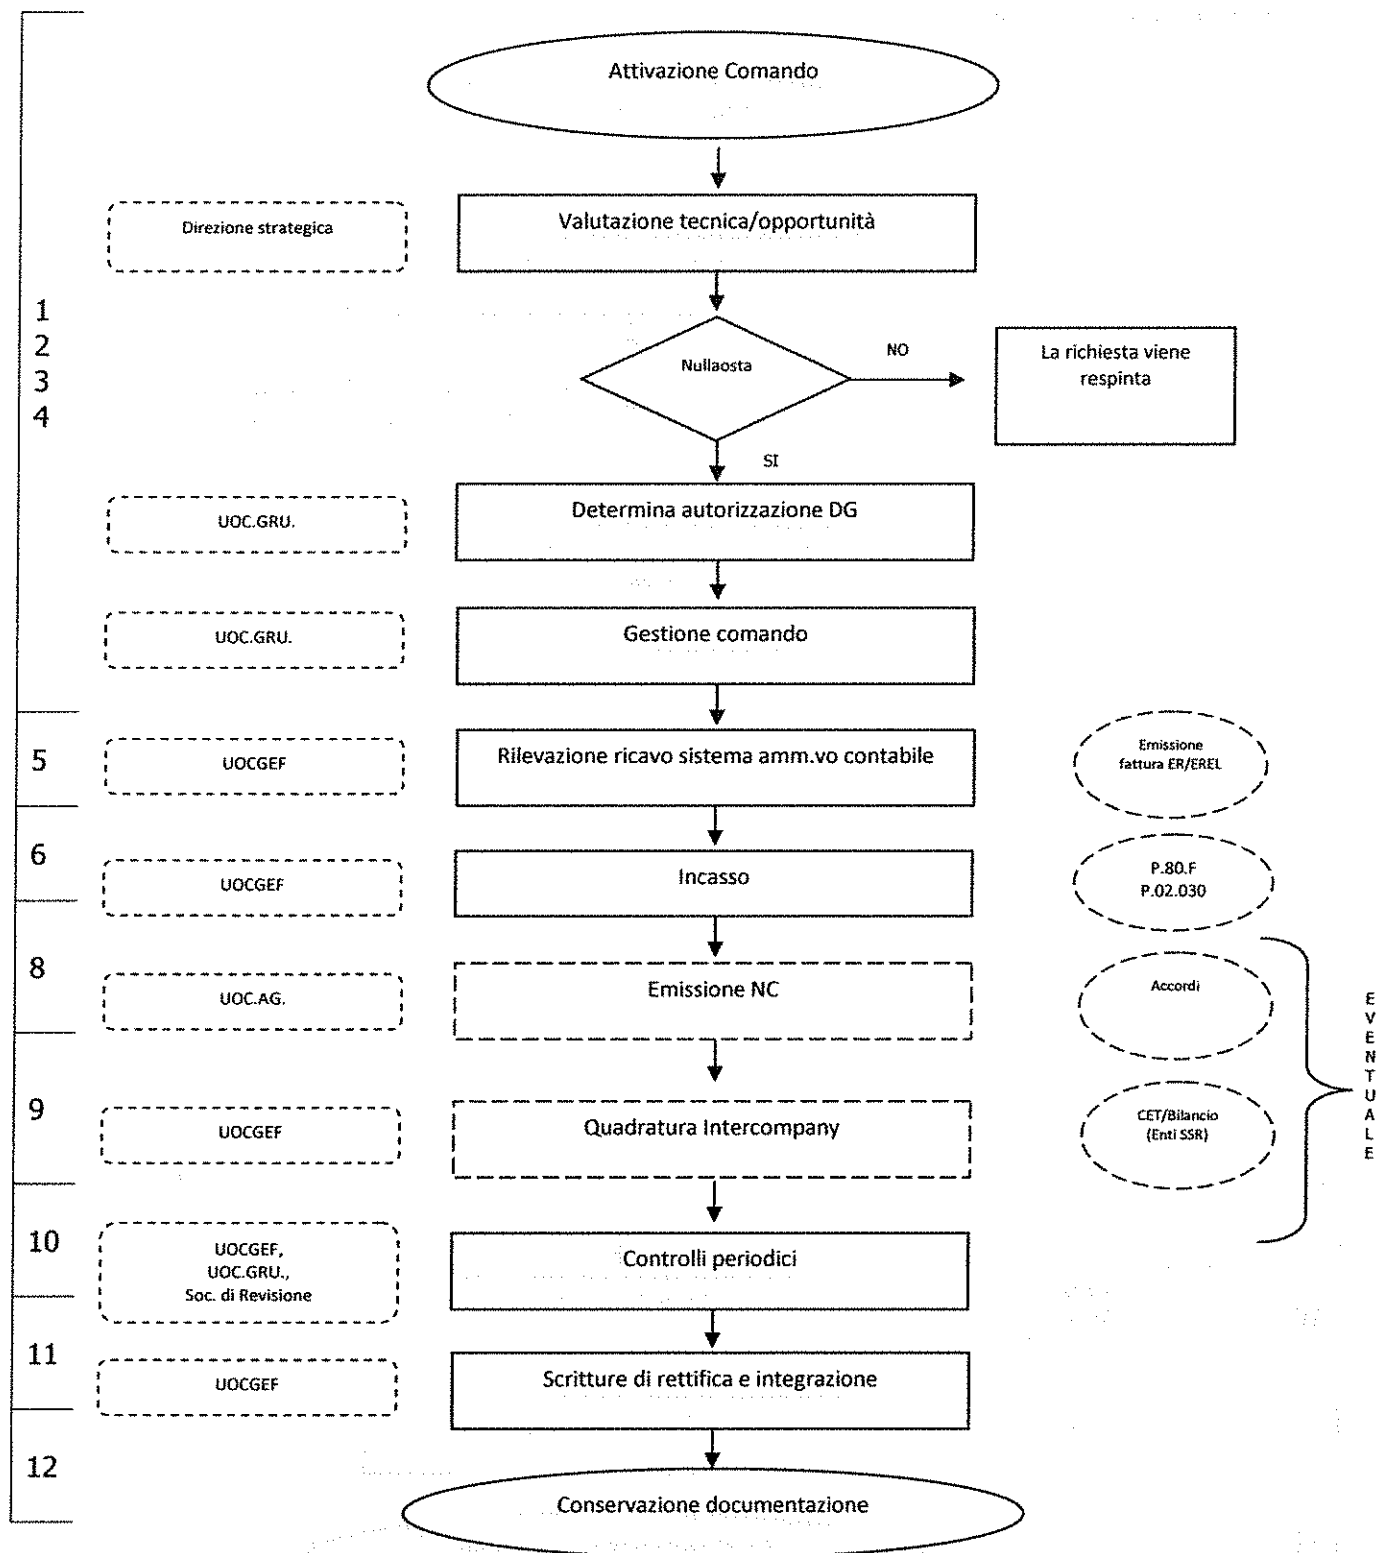 Attivazione Comando
Direzione strategica
Valutazione tecnica/opportunità
1
2
3
4
Nullaosta
NO
La richiesta viene
respinta
SI
UOC.GRU.
Determina autorizzazione DG
UOC.GRU.
Gestione comando
5
UOCGEF
Rilevazione ricavo sistema amm.vo contabile
Emissione
fattura ER/EREL
6
UOCGEF
Incasso
P.80.F
P.02.030
8
UOC.AG.
Emissione NC
Accordi
EVENTUALE
9
UOCGEF
Quadratura Intercompany
CET/Bilancio
(Enti SSR)
10
UOCGEF,
UOC.GRU.,
Soc. di Revisione
Controlli periodici
11
UOCGEF
Scritture di rettifica e integrazione
12
Conservazione documentazione